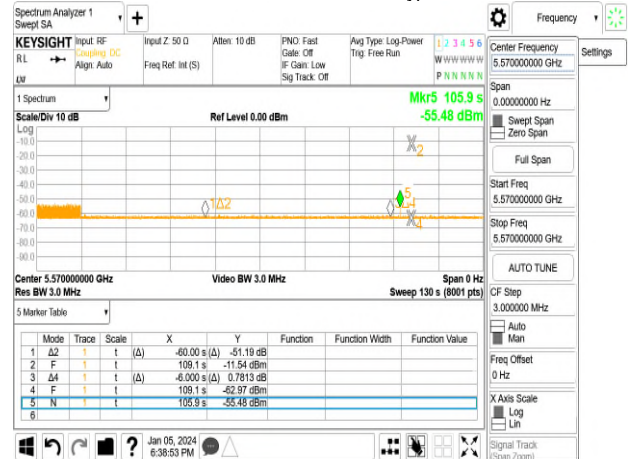 Spectrum Analyzer 1
Swept SA
Frequency
KEYSIGHT Input: RF Input Z: 50 Ω Atten: 10 dB PNO: Fast Avg Type: Log-Power 1 2 3 4 5 6
RL Coupling: DC Gate: Off Trig: Free Run W W W W W W
Align: Auto Freq Ref: Int (S) IF Gain: Low
Sig Track: Off P N N N N N
LXI
1 Spectrum Mkr5 105.9 s
Scale/Div 10 dB Ref Level 0.00 dBm -55.48 dBm
Log
-10.0
-20.0
-30.0
-40.0
-50.0
-60.0
-70.0
-80.0
-90.0
2
1Δ2
5
4
Center 5.570000000 GHz Video BW 3.0 MHz Span 0 Hz
Res BW 3.0 MHz Sweep 130 s (8001 pts)
5 Marker Table
Mode Trace Scale X Y Function Function Width Function Value
1 Δ2 1 t (Δ) -60.00 s (Δ) -51.19 dB
2 F 1 t 109.1 s -11.54 dBm
3 Δ4 1 t (Δ) -6.000 s (Δ) 0.7813 dB
4 F 1 t 109.1 s -62.97 dBm
5 N 1 t 105.9 s -55.48 dBm
6
?
Jan 05, 2024
6:38:53 PM
Center Frequency
5.570000000 GHz
Settings
Span
0.00000000 Hz
Swept Span
Zero Span
Full Span
Start Freq
5.570000000 GHz
Stop Freq
5.570000000 GHz
AUTO TUNE
CF Step
3.000000 MHz
Auto
Man
Freq Offset
0 Hz
X Axis Scale
Log
Lin
Signal Track
(Span Zoom)